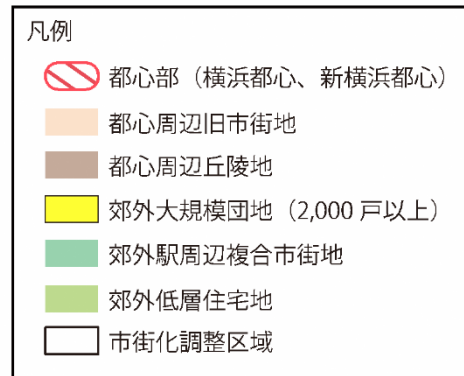 凡例
都心部（横浜都心、新横浜都心）
都心周辺旧市街地
都心周辺丘陵地
郊外大規模団地（2,000 戸以上）
郊外駅周辺複合市街地
郊外低層住宅地
市街化調整区域